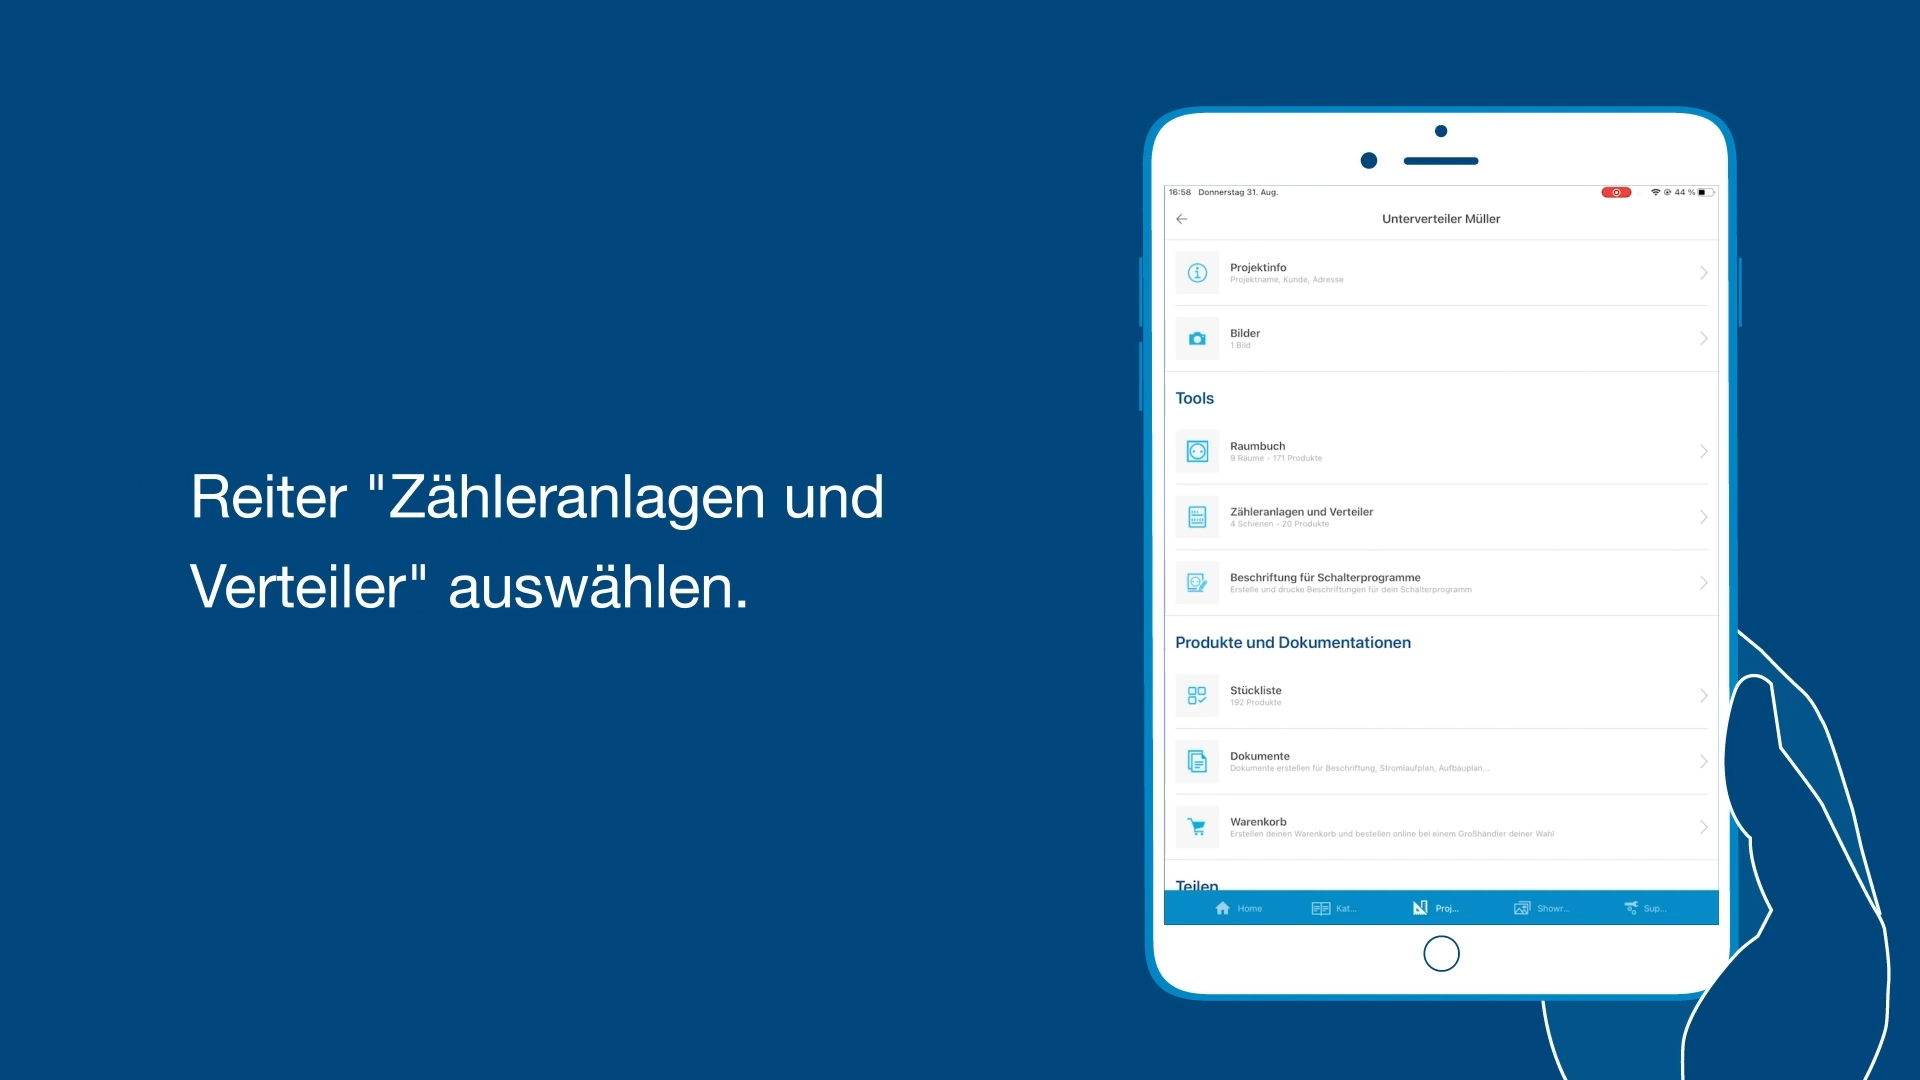 Reiter "Zähleranlagen und
Verteiler" auswählen.
16:58 Donnerstag 31. Aug.
44 %
Unterverteiler Müller
Projektinfo
Projektname, Kunde, Adresse
Bilder
1 Bild
Tools
Raumbuch
9 Räume - 171 Produkte
Zähleranlagen und Verteiler
4 Schienen - 20 Produkte
Beschriftung für Schalterprogramme
Erstelle und drucke Beschriftungen für dein Schalterprogramm
Produkte und Dokumentationen
Stückliste
192 Produkte
Dokumente
Dokumente erstellen für Beschriftung, Stromlaufplan, Aufbauplan...
Warenkorb
Erstellen deinen Warenkorb und bestellen online bei einem Großhändler deiner Wahl
Teilen
Home Kat... Proj... Showr... Sup...